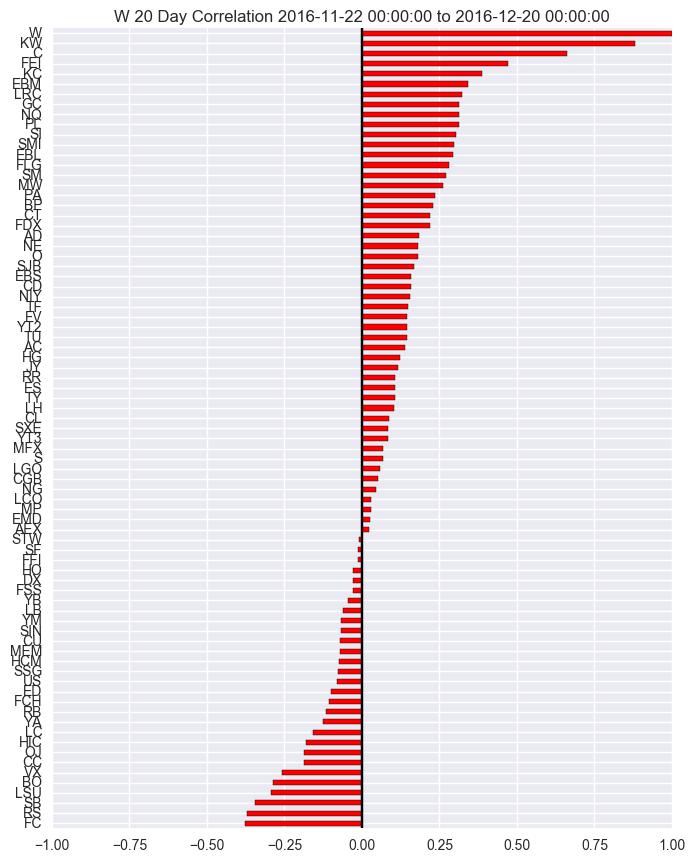 W 20 Day Correlation 2016-11-22 00:00:00 to 2016-12-20 00:00:00
W
KW
C
FEI
KC
EBM
LRC
GC
NQ
PL
SI
SMI
EBL
FLG
SM
MW
PA
BP
CT
FDX
AD
NE
O
SJB
EBS
CD
NLY
TF
FV
YT2
TU
AC
HG
JY
RR
ES
TY
LH
CL
SXE
YT3
MFX
S
LGO
CGB
NG
LCO
MP
EMD
AEX
STW
SF
FFI
HO
DX
FSS
YB
LB
YM
SIN
CU
MEM
HCM
SSG
US
ED
FCH
RB
YA
LC
HIC
OJ
CC
VX
BO
LSU
SB
RS
FC
−1.00 −0.75 −0.50 −0.25 0.00 0.25 0.50 0.75 1.00